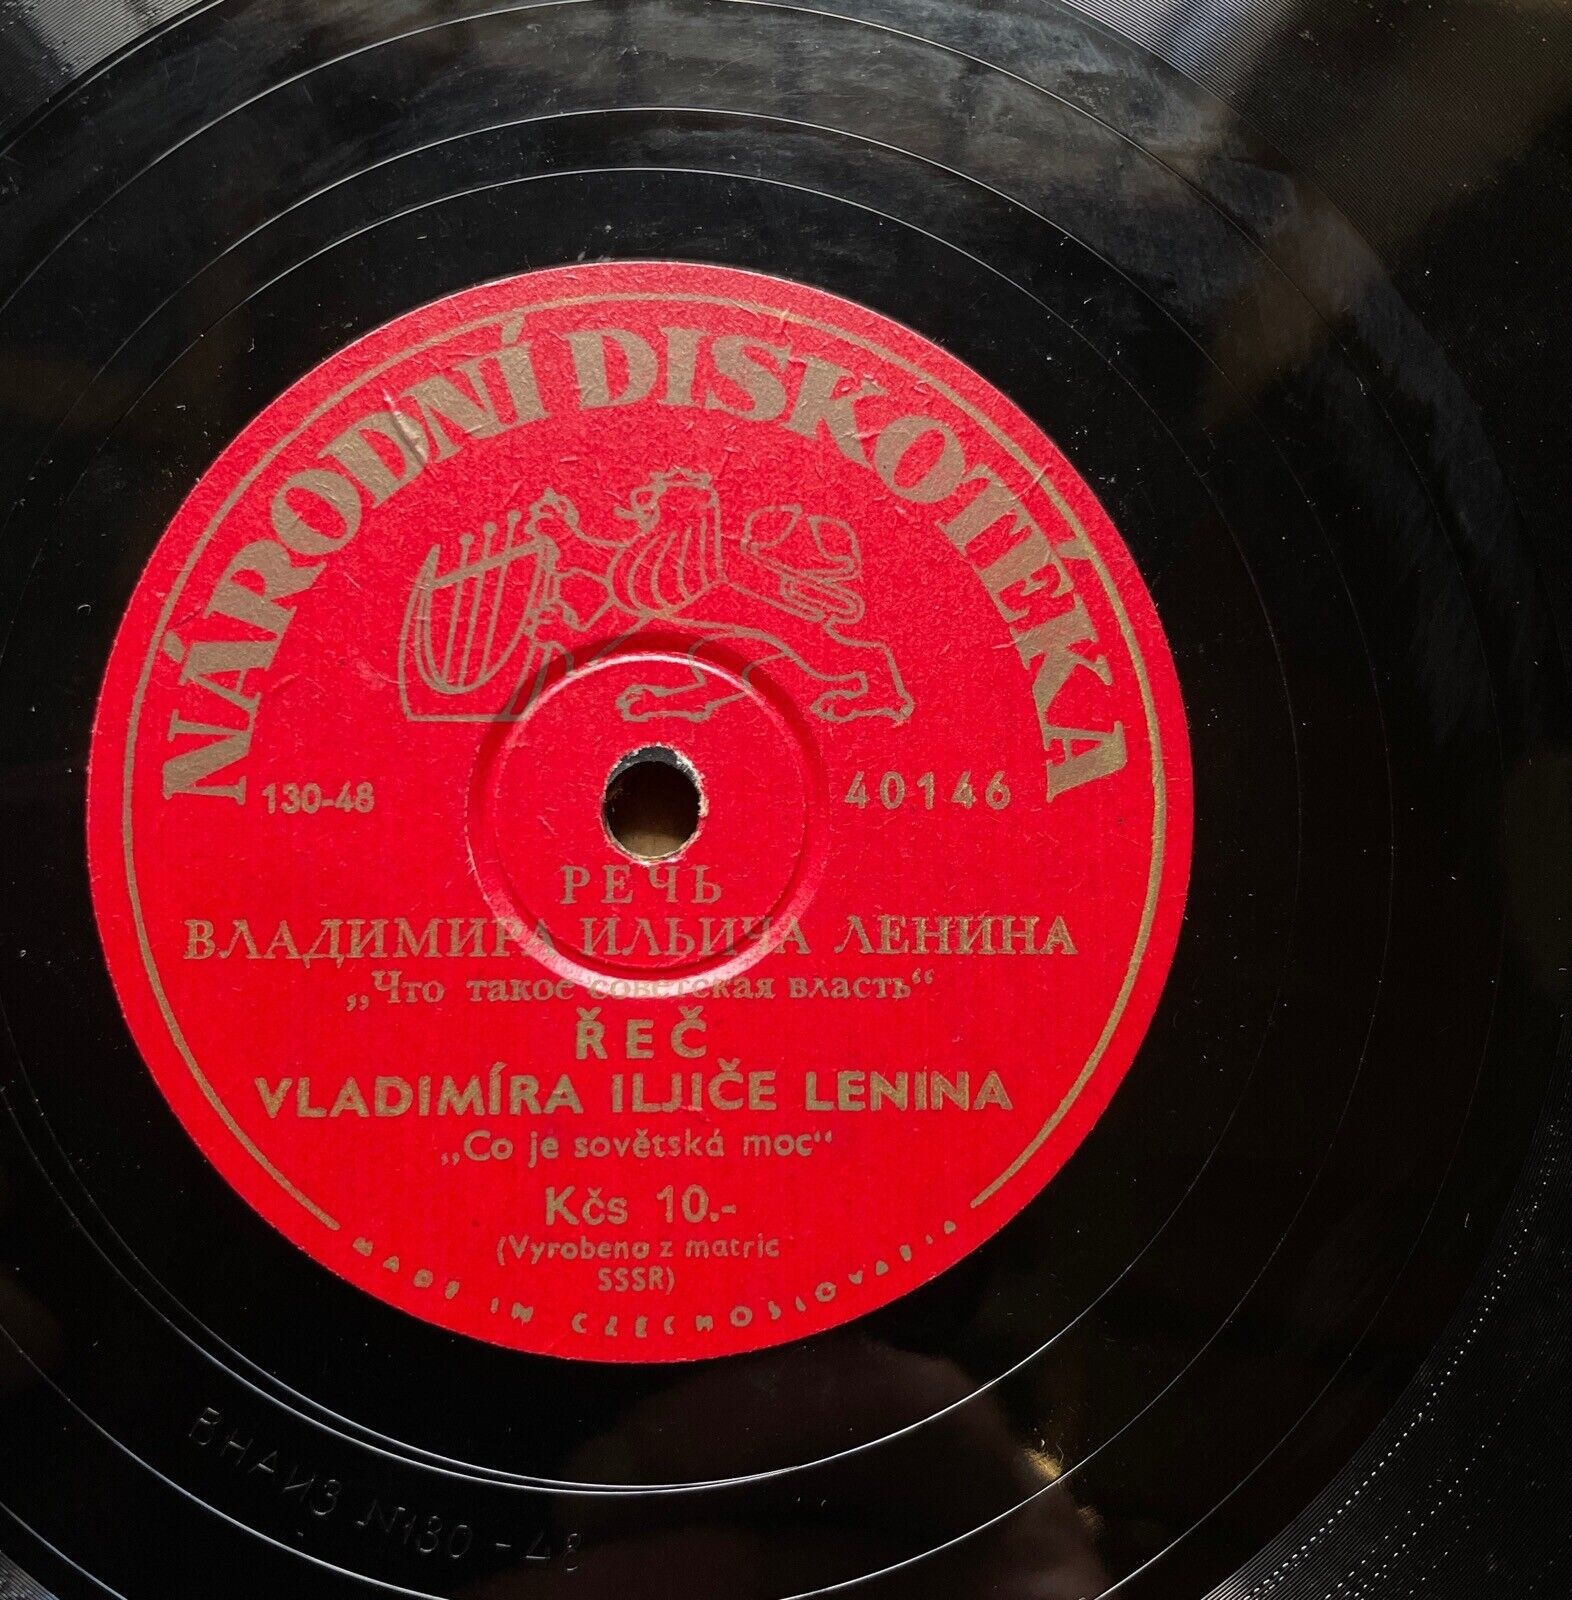 NÁRODNÍ DISKOTÉKA
130-48
40146
РЕЧЬ
ВЛАДИМИРА ИЛЬИЧА ЛЕНИНА
„Что такое советская власть“
ŘEČ
VLADIMÍRA ILJIČE LENINA
„Co je sovětská moc“
Kčs 10.-
(Vyrobeno z matric
SSSR)
MADE IN CZECHOSLOVAKIA
ВНАИЗ №130-48